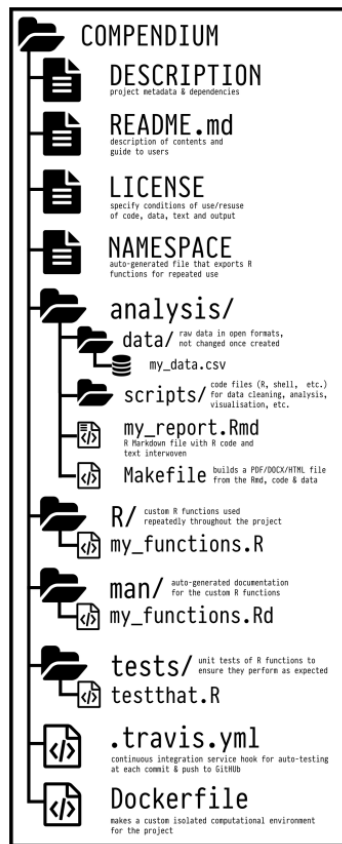 COMPENDIUM
DESCRIPTION
project metadata & dependencies
README.md
description of contents and
guide to users
LICENSE
specify conditions of use/resuse
of code, data, text and output
NAMESPACE
auto-generated file that exports R
functions for repeated use
analysis/
data/ raw data in open formats,
not changed once created
my_data.csv
scripts/ code files (R, shell, etc.)
for data cleaning, analysis,
visualisation, etc.
my_report.Rmd
R Markdown file with R code and
text interwoven
Makefile builds a PDF/DOCX/HTML file
from the Rmd, code & data
R/ custom R functions used
repeatedly throughout the project
my_functions.R
man/ auto-generated documentation
for the custom R functions
my_functions.Rd
tests/ unit tests of R functions to
ensure they perform as expected
testthat.R
.travis.yml
continuous integration service hook for auto-testing
at each commit & push to GitHUb
Dockerfile
makes a custom isolated computational environment
for the project